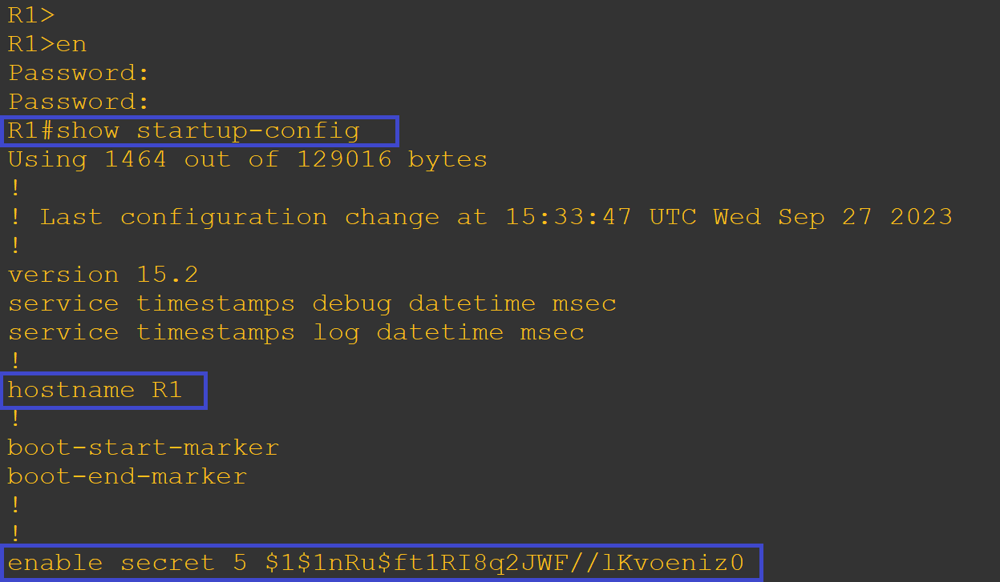 R1>
R1>en
Password:
Password:
R1#show startup-config
Using 1464 out of 129016 bytes
!
! Last configuration change at 15:33:47 UTC Wed Sep 27 2023
!
version 15.2
service timestamps debug datetime msec
service timestamps log datetime msec
!
hostname R1
!
boot-start-marker
boot-end-marker
!
!
enable secret 5 $1$1nRu$ft1RI8q2JWF//lKvoeniz0